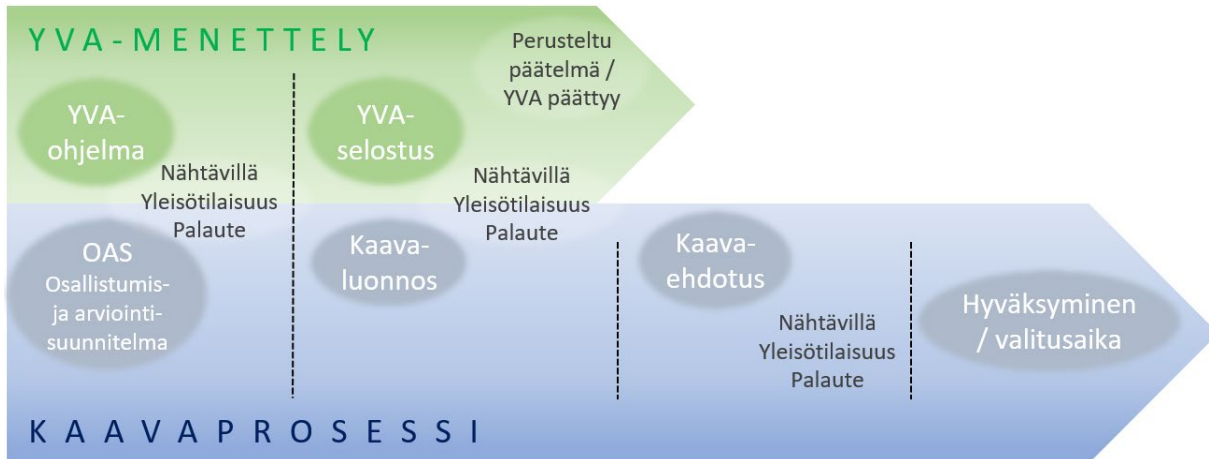 YVA-MENETTELY
Perusteltu
päätelmä /
YVA päättyy
YVA-
ohjelma
YVA-
selostus
Nähtävillä
Yleisötilaisuus
Palaute
Nähtävillä
Yleisötilaisuus
Palaute
OAS
Osallistumis-
ja arviointi-
suunnitelma
Kaava-
luonnos
Kaava-
ehdotus
Nähtävillä
Yleisötilaisuus
Palaute
Hyväksyminen
/ valitusaika
KAAVAPROSESSI